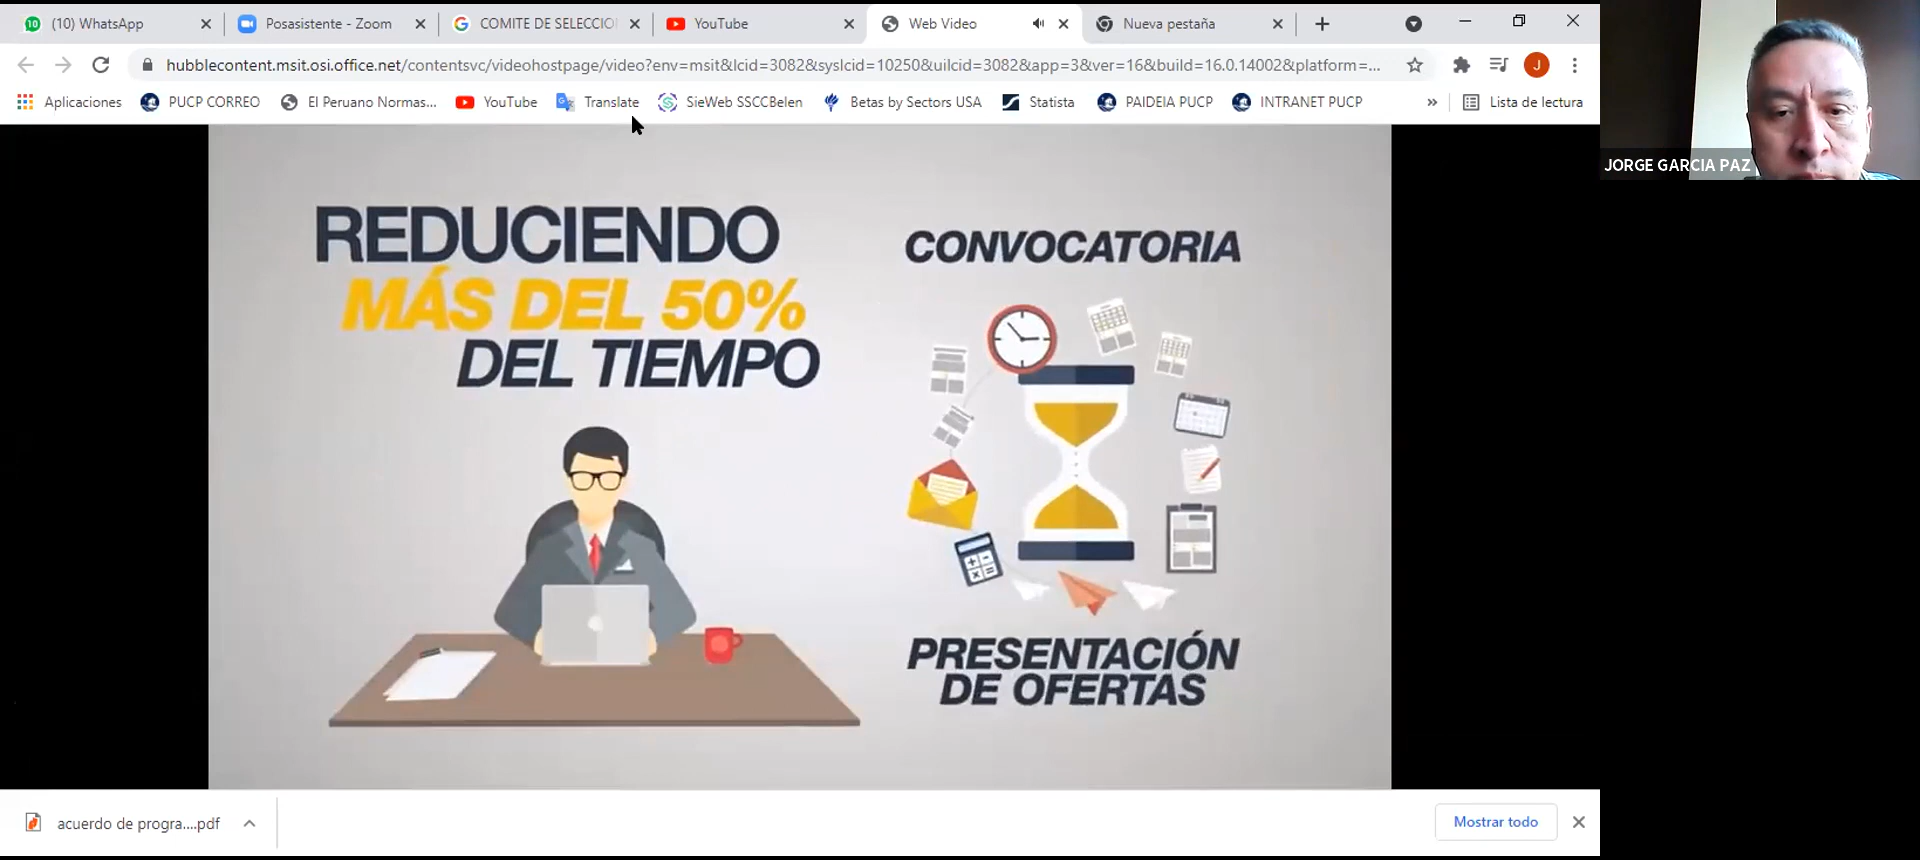 (10) WhatsApp
Posasistente - Zoom
COMITE DE SELECCIO
YouTube
Web Video
Nueva pestaña
hubblecontent.msit.osi.office.net/contentsvc/videohostpage/video?env=msit&lcid=3082&syslcid=10250&uilcid=3082&app=3&ver=16&build=16.0.14002&platform=...
J
Aplicaciones
PUCP CORREO
El Peruano Normas...
YouTube
Translate
SieWeb SSCCBelen
Betas by Sectors USA
Statista
PAIDEIA PUCP
INTRANET PUCP
»
Lista de lectura
JORGE GARCIA PAZ
REDUCIENDO
MÁS DEL 50%
DEL TIEMPO
CONVOCATORIA
PRESENTACIÓN
DE OFERTAS
acuerdo de progra....pdf
Mostrar todo